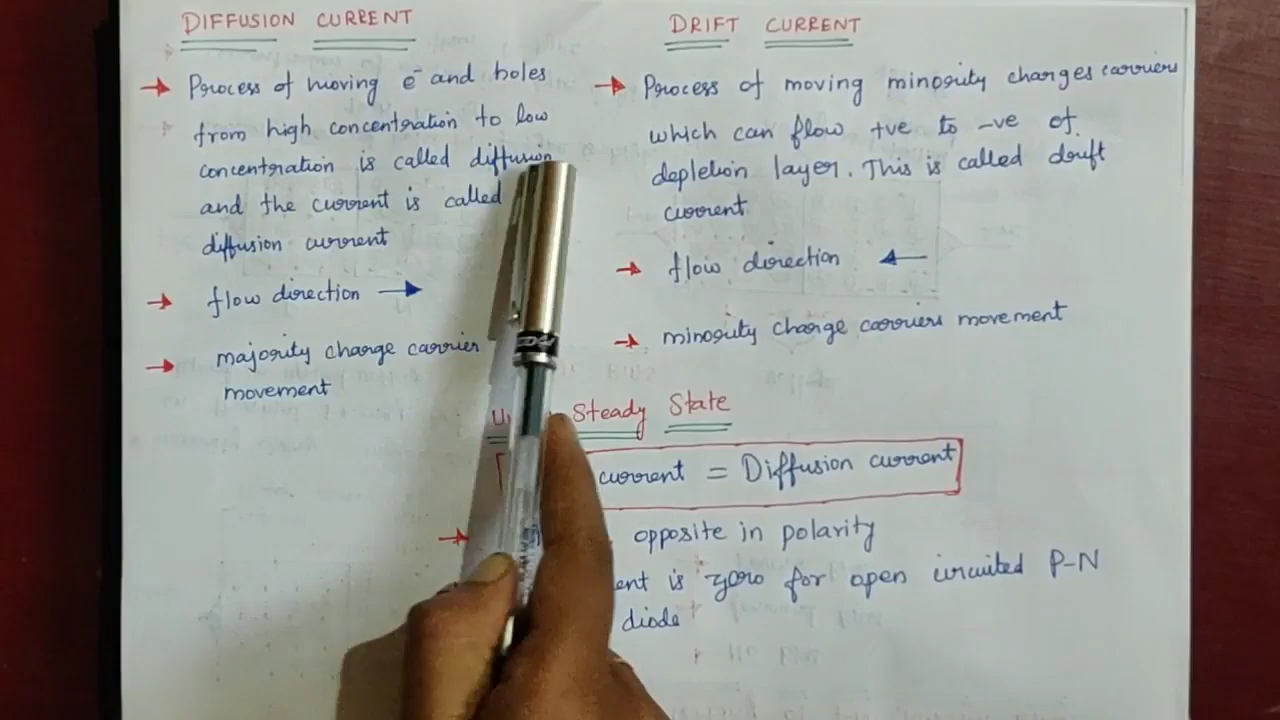 DIFFUSION CURRENT
→ Process of moving e⁻ and holes
from high concentration to low
concentration is called diffusion
and the current is called
diffusion current
→ flow direction →
→ majority charge carrier
movement
DRIFT CURRENT
→ Process of moving minority charges carriers
which can flow +ve to -ve of
depletion layer. This is called drift
current
→ flow direction ←
→ minority charge carriers movement
Steady State
current = Diffusion current
→ opposite in polarity
is zero for open circuited P-N
diode